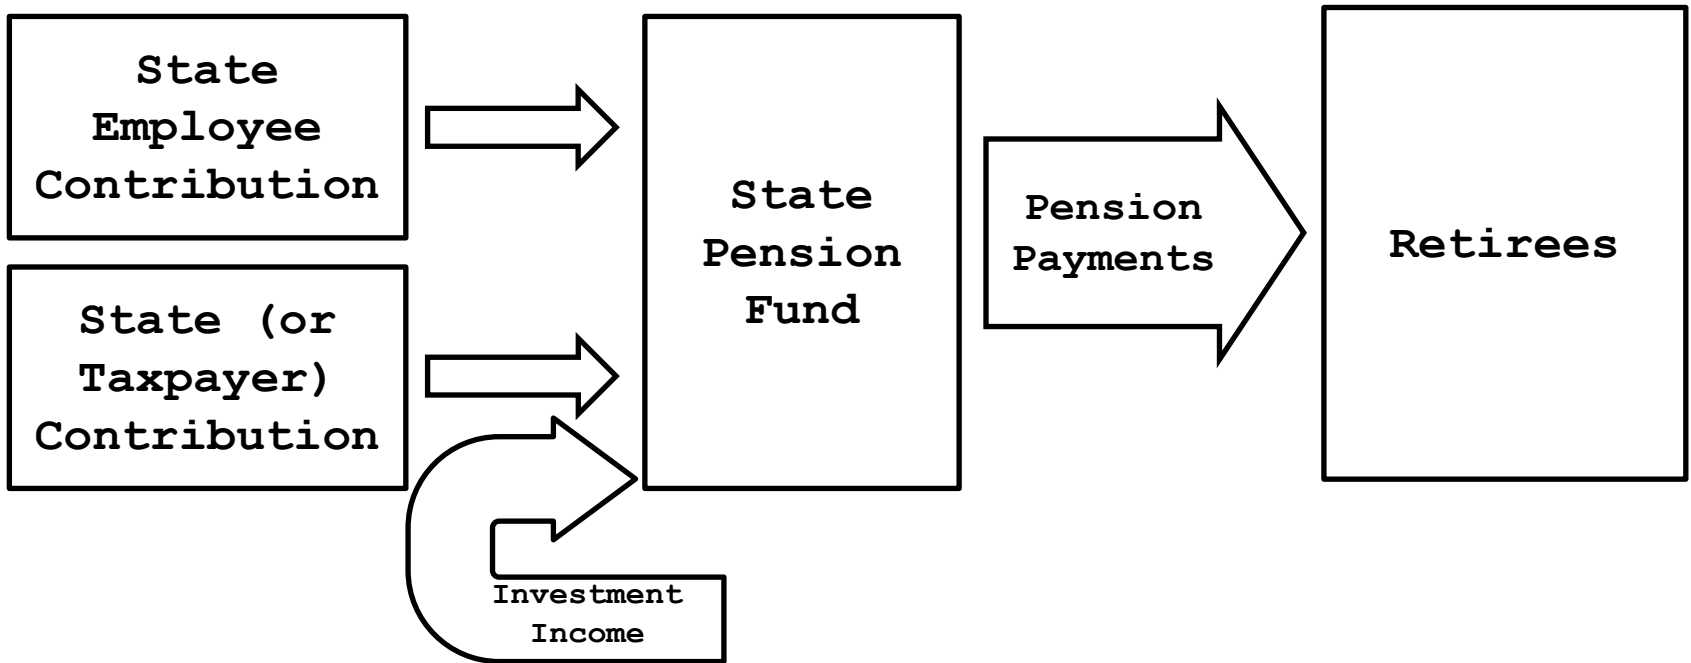 State
Employee
Contribution
State (or
Taxpayer)
Contribution
Investment
Income
State
Pension
Fund
Pension
Payments
Retirees